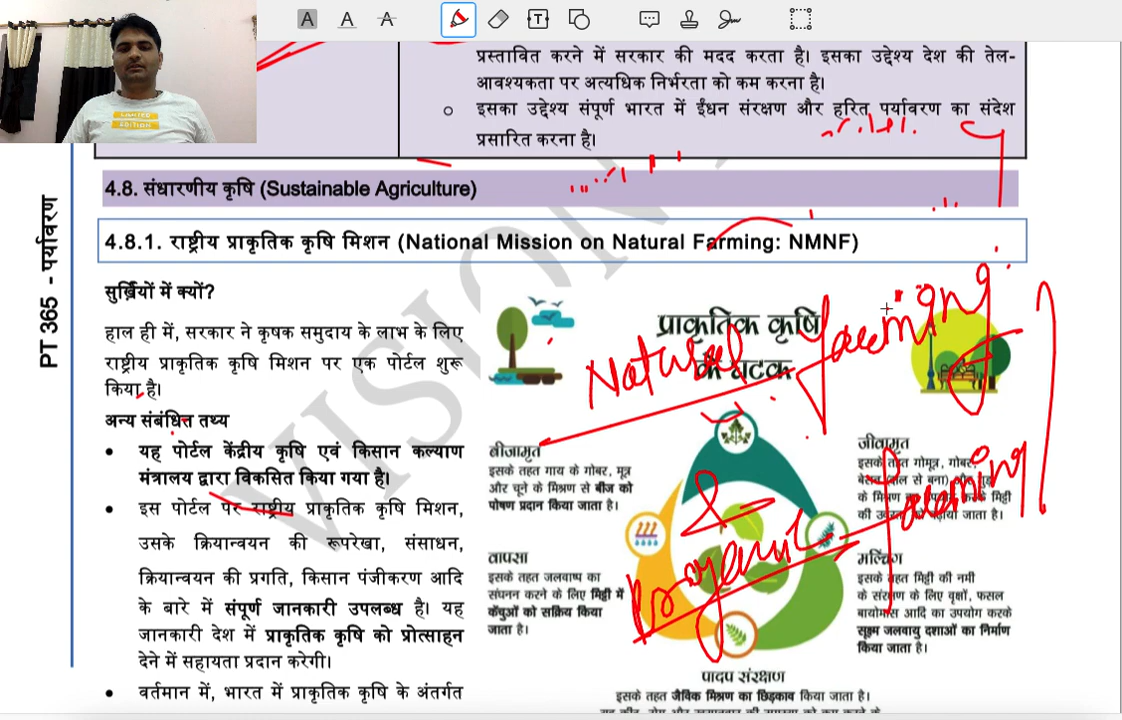 प्रस्तावित करने में सरकार की मदद करता है। इसका उद्देश्य देश की तेल-
आवश्यकता पर अत्यधिक निर्भरता को कम करना है।
o इसका उद्देश्य संपूर्ण भारत में ईंधन संरक्षण और हरित पर्यावरण का संदेश
प्रसारित करना है।
LIMITED
EDITION
4.8. संधारणीय कृषि (Sustainable Agriculture)
4.8.1. राष्ट्रीय प्राकृतिक कृषि मिशन (National Mission on Natural Farming: NMNF)
PT 365 - पर्यावरण
VISION
सुर्ख़ियों में क्यों?
हाल ही में, सरकार ने कृषक समुदाय के लाभ के लिए
राष्ट्रीय प्राकृतिक कृषि मिशन पर एक पोर्टल शुरू
किया है।
अन्य संबंधित तथ्य
• यह पोर्टल केंद्रीय कृषि एवं किसान कल्याण
मंत्रालय द्वारा विकसित किया गया है।
• इस पोर्टल पर राष्ट्रीय प्राकृतिक कृषि मिशन,
उसके क्रियान्वयन की रूपरेखा, संसाधन,
क्रियान्वयन की प्रगति, किसान पंजीकरण आदि
के बारे में संपूर्ण जानकारी उपलब्ध है। यह
जानकारी देश में प्राकृतिक कृषि को प्रोत्साहन
देने में सहायता प्रदान करेगी।
• वर्तमान में, भारत में प्राकृतिक कृषि के अंतर्गत
प्राकृतिक कृषि
के घटक
Natural farming
&
farming
बीजामृत
इसके तहत गाय के गोबर, मूत्र
और चूने के मिश्रण से बीज को
पोषण प्रदान किया जाता है।
जीवामृत
इसके तहत गोमूत्र, गोबर,
के मिश्रण मिट्टी
की जाता है।
वापसा
इसके तहत जलवाष्प का
संघनन करने के लिए मिट्टी में
केंचुओं को सक्रिय किया
जाता है।
मल्चिंग
इसके तहत मिट्टी की नमी
के संरक्षण के लिए वृक्षों, फसल
बायोमास आदि का उपयोग करके
सूक्ष्म जलवायु दशाओं का निर्माण
किया जाता है।
पादप संरक्षण
इसके तहत जैविक मिश्रण का छिड़काव किया जाता है।